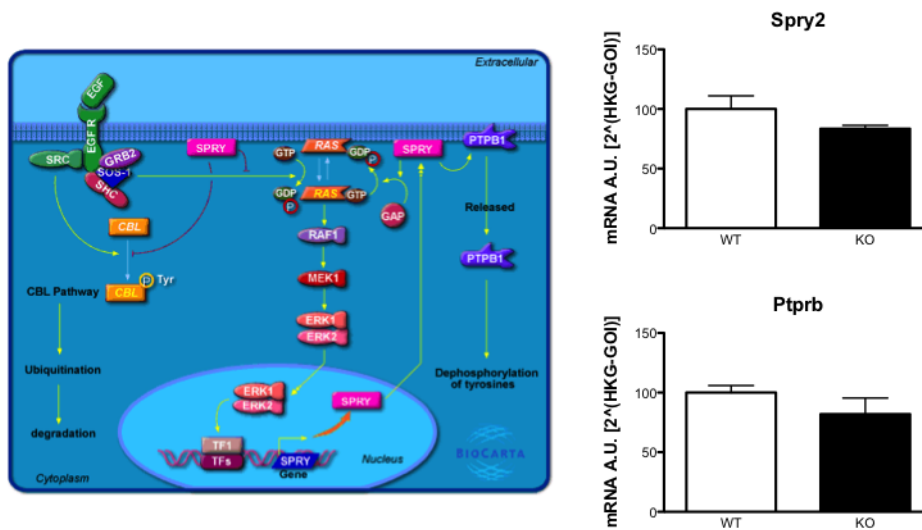 Extracellular
EGF
EGF R
SRC
GRB2
SOS-1
SHC
SPRY
GTP
RAS
GDP
P
SPRY
PTPB1
GDP
P
RAS
GTP
GAP
Released
CBL
RAF1
PTPB1
P
Tyr
CBL
CBL Pathway
MEK1
ERK1
ERK2
Ubiquitination
Dephosphorylation
of tyrosines
ERK1
ERK2
SPRY
degradation
TF1
TFs
SPRY
Gene
Nucleus
Cytoplasm
BIOCARTA
Spry2
mRNA A.U. [2^(HKG-GOI)]
150
100
50
0
WT
KO
Ptprb
mRNA A.U. [2^(HKG-GOI)]
150
100
50
0
WT
KO